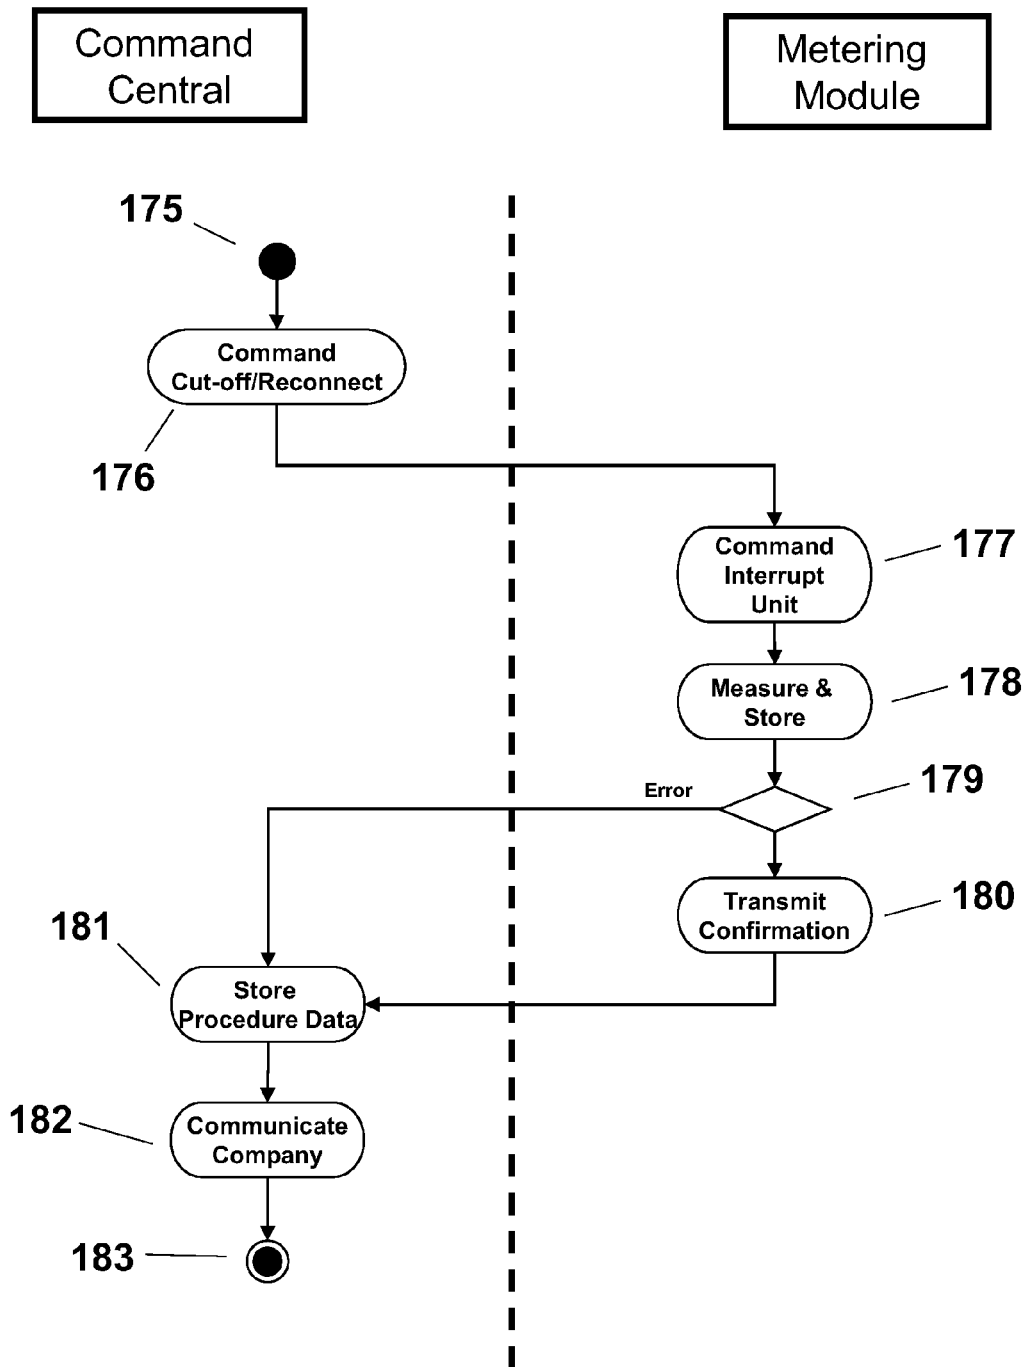 Command
Central
Metering
Module
175
Command
Cut-off/Reconnect
176
Command
Interrupt
Unit
177
Measure &
Store
178
179
Error
Transmit
Confirmation
180
181
Store
Procedure Data
182
Communicate
Company
183